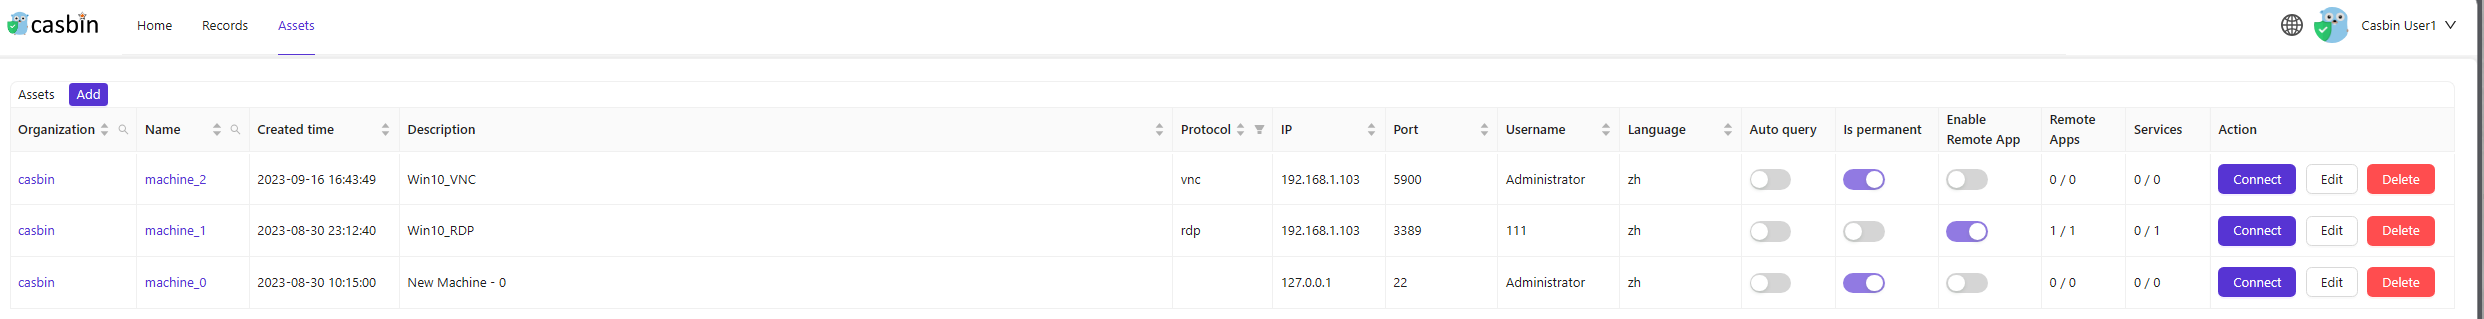 casbin Home Records Assets Casbin User1
Assets Add
Organization Name Created time Description Protocol IP Port Username Language Auto query Is permanent Enable Remote App Remote Apps Services Action
casbin machine_2 2023-09-16 16:43:49 Win10_VNC vnc 192.168.1.103 5900 Administrator zh 0 / 0 0 / 0 Connect Edit Delete
casbin machine_1 2023-08-30 23:12:40 Win10_RDP rdp 192.168.1.103 3389 111 zh 1 / 1 0 / 1 Connect Edit Delete
casbin machine_0 2023-08-30 10:15:00 New Machine - 0 127.0.0.1 22 Administrator zh 0 / 0 0 / 0 Connect Edit Delete